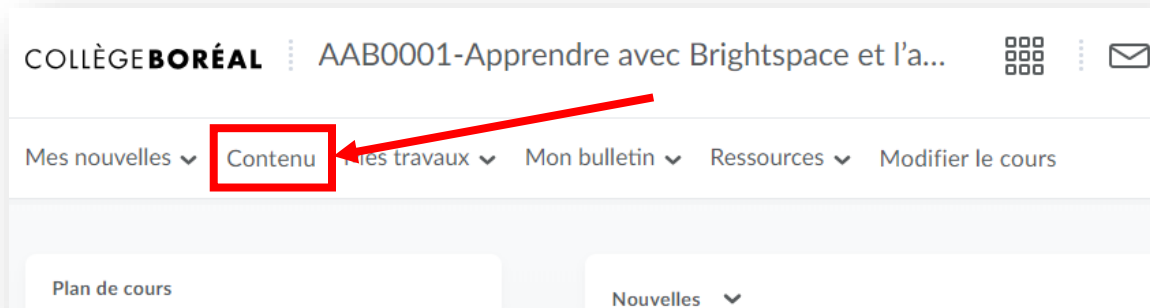 COLLÈGEBORÉAL AAB0001-Apprendre avec Brightspace et l’a...
Mes nouvelles Contenu Mes travaux Mon bulletin Ressources Modifier le cours
Plan de cours
Nouvelles